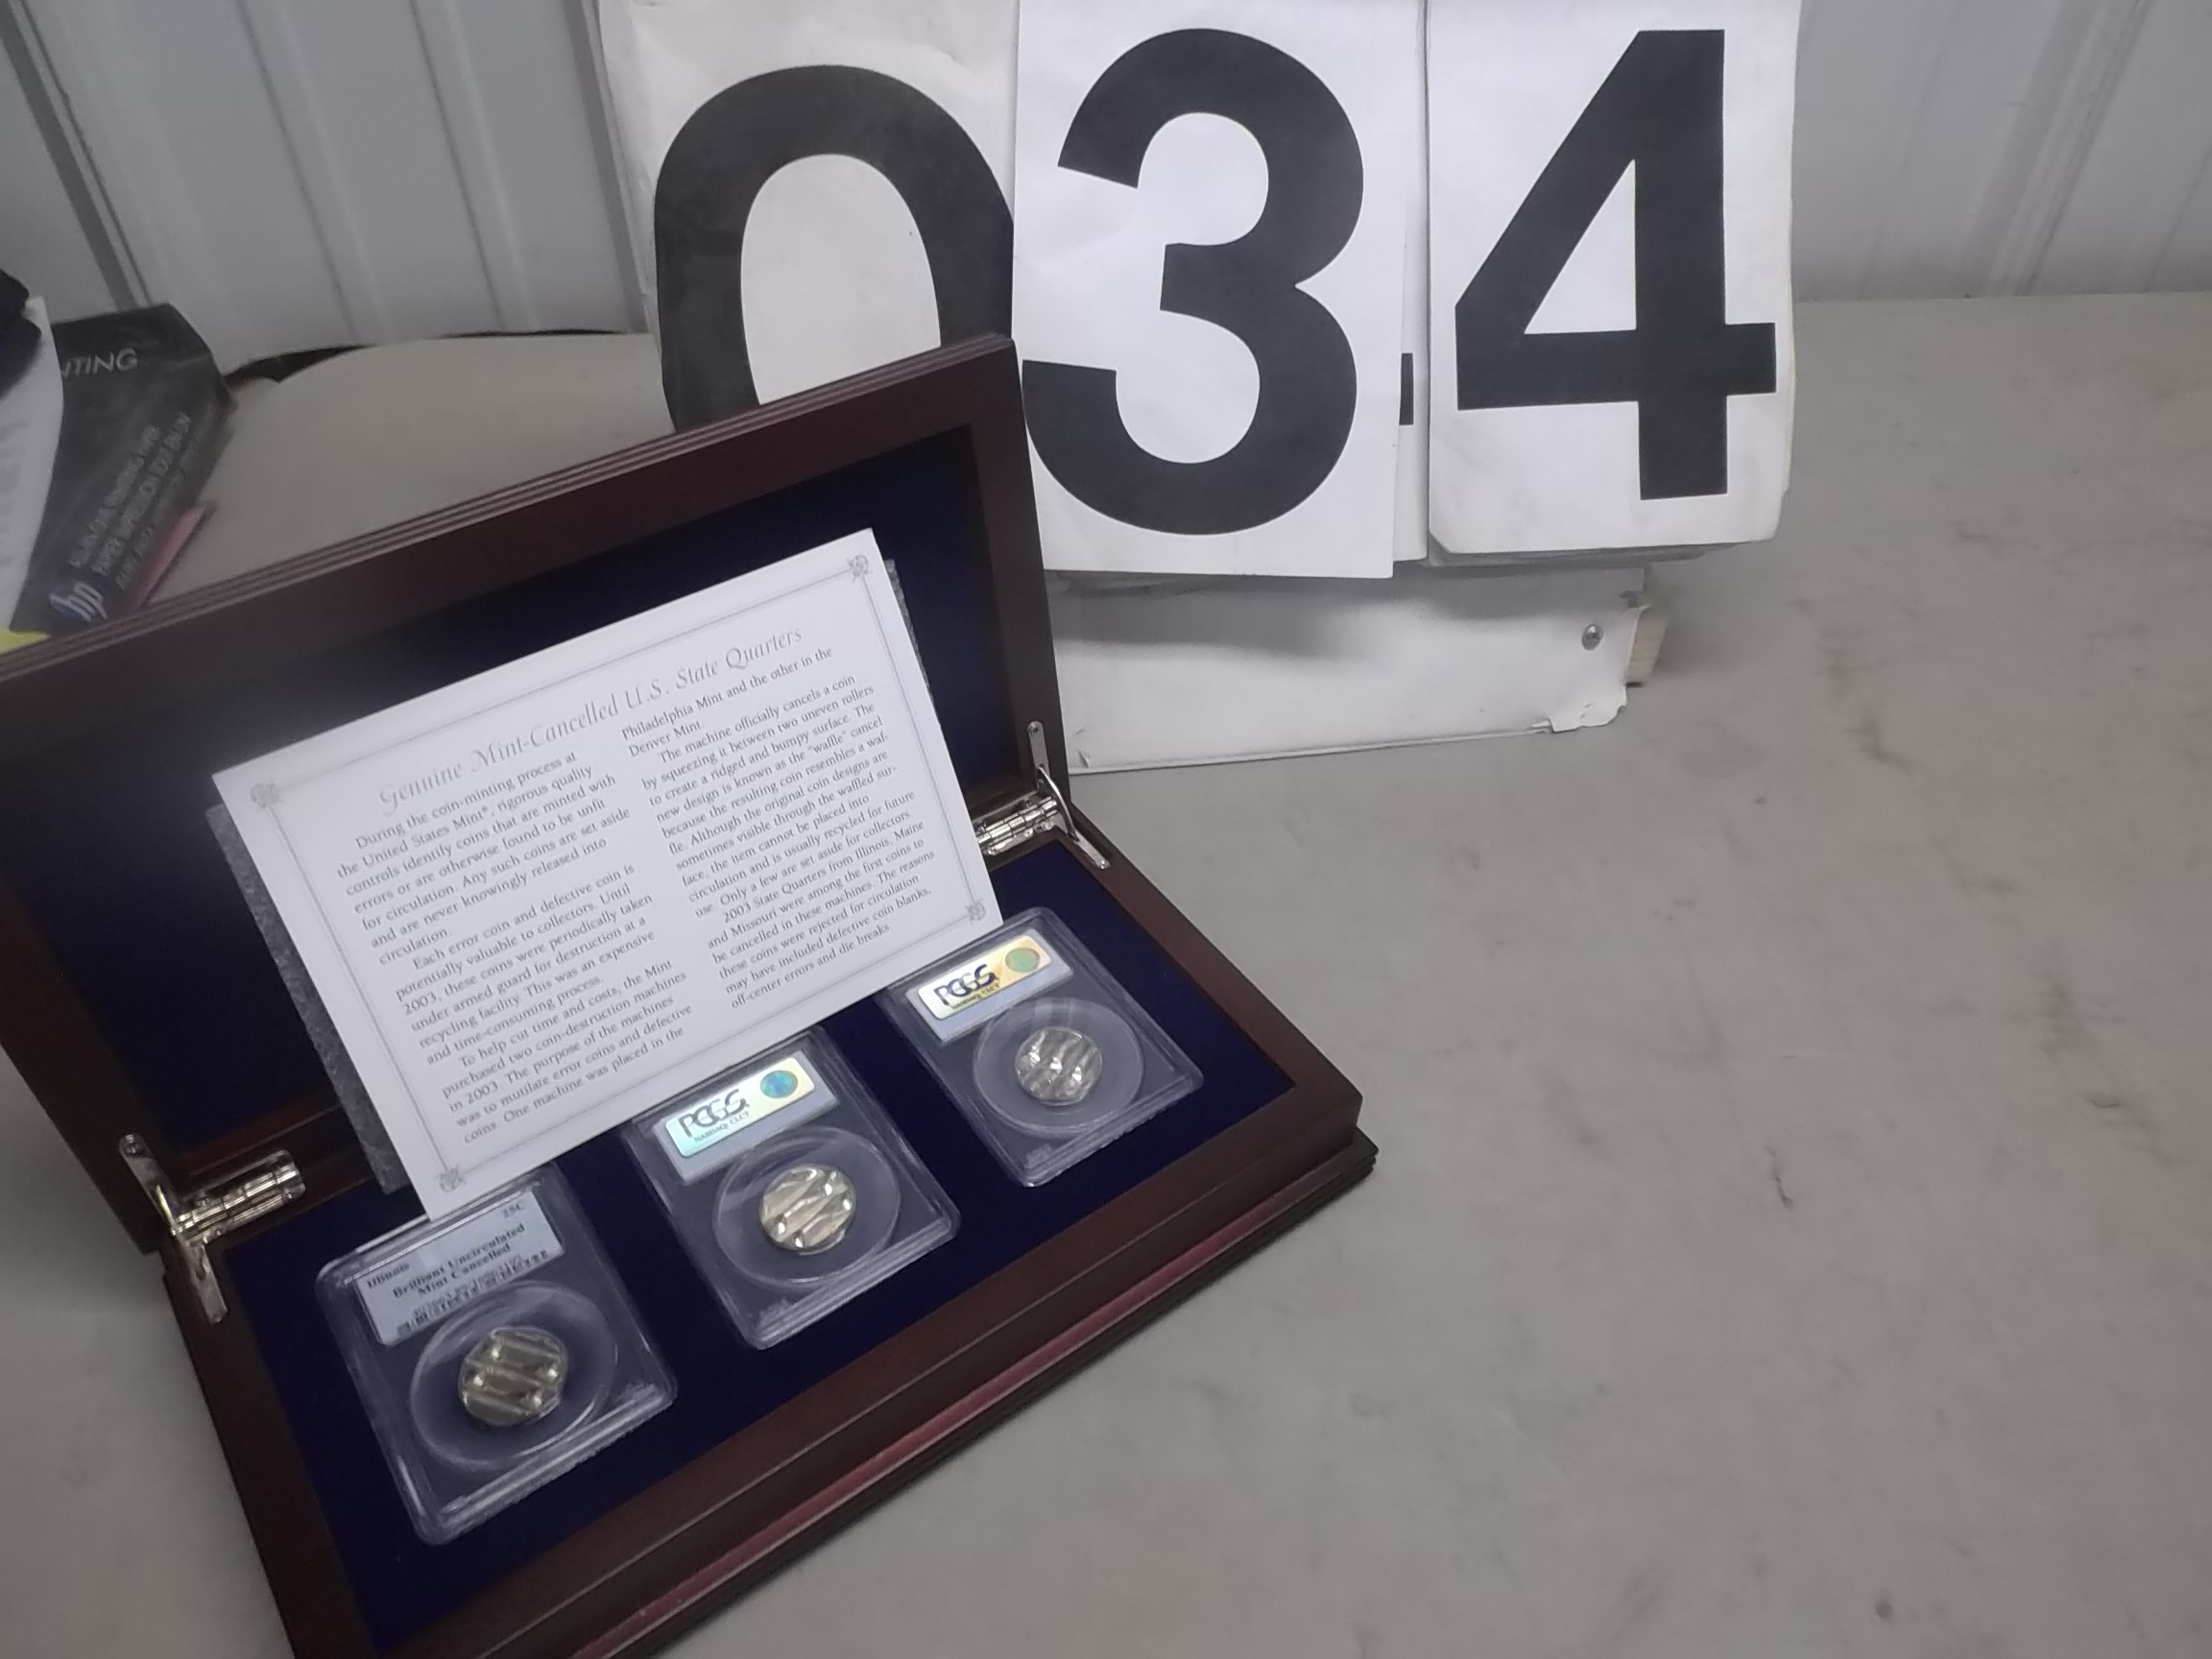 034
NTING
ALL-IN-ONE PRINTING PAPER
hp
Genuine Mint-Cancelled U.S. State Quarters
During the coin-minting process at
the United States Mint®, rigorous quality
controls identify coins that are minted with
errors or are otherwise found to be unfit
for circulation. Any such coins are set aside
and are never knowingly released into
circulation.
Each error coin and defective coin is
potentially valuable to collectors. Until
2003, these coins were periodically taken
under armed guard for destruction at a
recycling facility. This was an expensive
and time-consuming process.
To help cut time and costs, the Mint
purchased two coin-destruction machines
in 2003. The purpose of the machines
was to mutilate error coins and defective
coins. One machine was placed in the
Philadelphia Mint and the other in the
Denver Mint.
The machine officially cancels a coin
by squeezing it between two uneven rollers
to create a ridged and bumpy surface. The
new design is known as the "waffle" cancel
because the resulting coin resembles a waf-
fle. Although the original coin designs are
sometimes visible through the waffled sur-
face, the item cannot be placed into
circulation and is usually recycled for future
use. Only a few are set aside for collectors.
2003 State Quarters from Illinois, Maine
and Missouri were among the first coins to
be cancelled in these machines. The reasons
these coins were rejected for circulation
may have included defective coin blanks,
off-center errors and die breaks.
PCGS
NASDAQ: CLCT
PCGS
NASDAQ: CLCT
25C
Illinois
Brilliant Uncirculated
Mint Cancelled